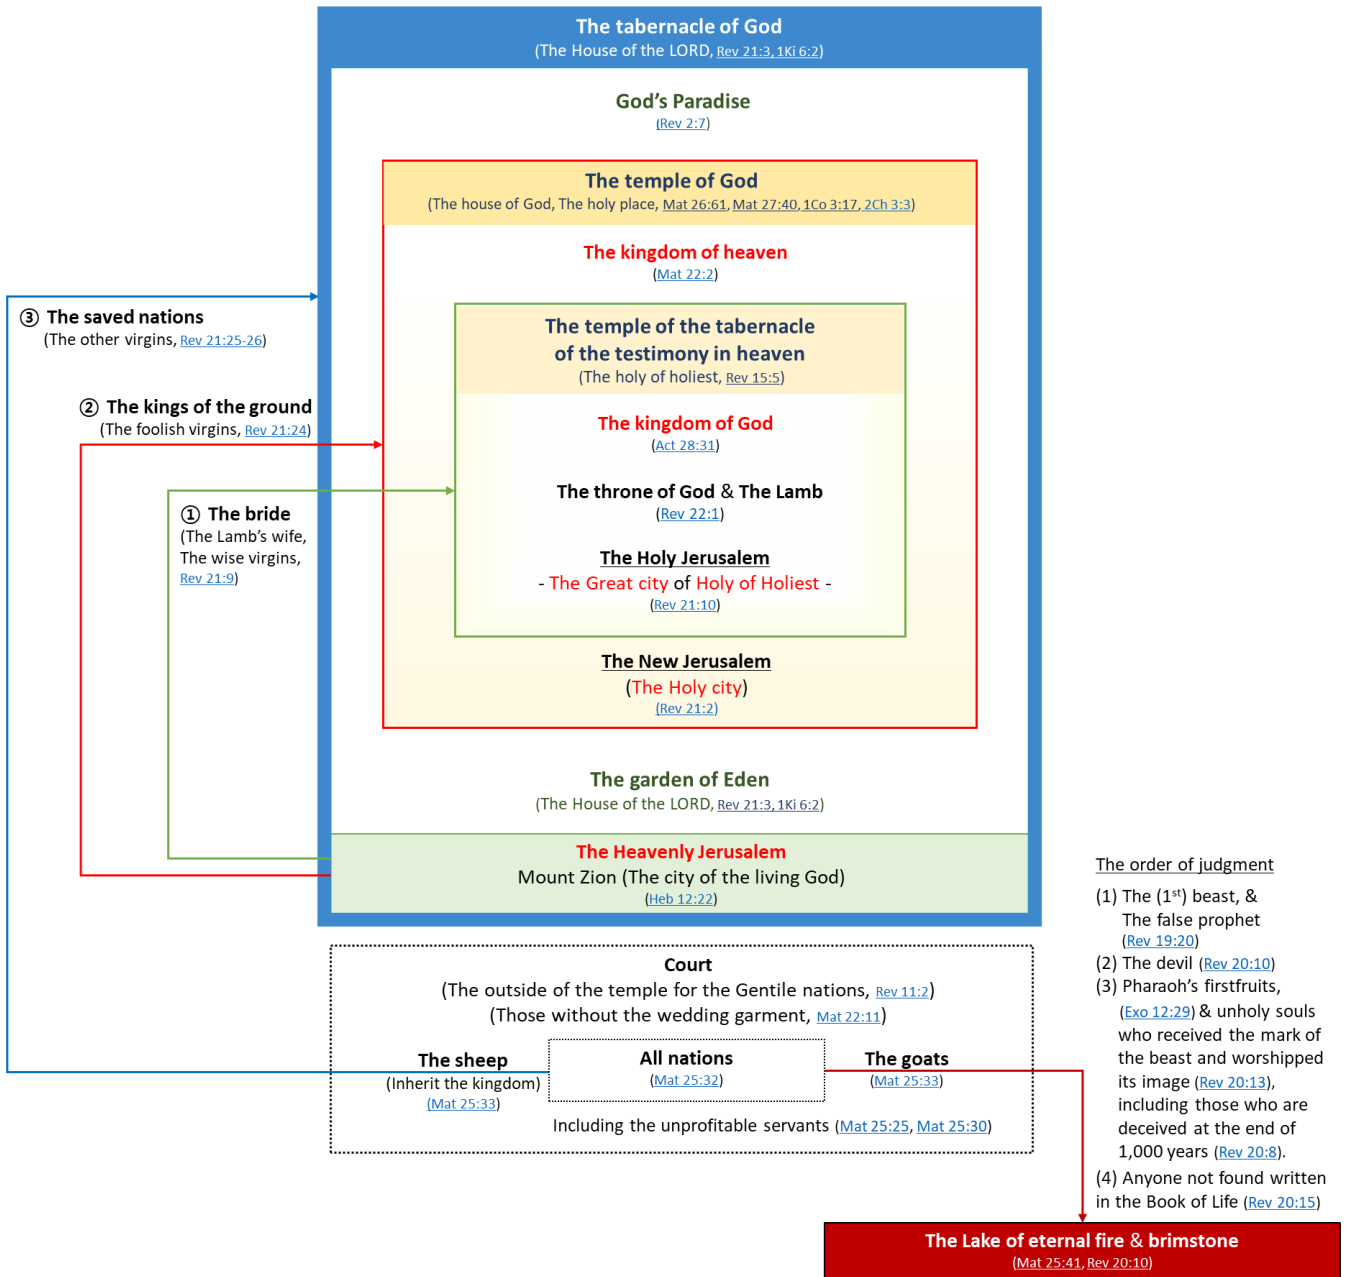 The tabernacle of God
(The House of the LORD, Rev 21:3, 1Ki 6:2)
God's Paradise
(Rev 2:7)
The temple of God
(The house of God, The holy place, Mat 26:61, Mat 27:40, 1Co 3:17, 2Ch 3:3)
The kingdom of heaven
(Mat 22:2)
The temple of the tabernacle
of the testimony in heaven
(The holy of holiest, Rev 15:5)
The kingdom of God
(Act 28:31)
The throne of God & The Lamb
(Rev 22:1)
The Holy Jerusalem
- The Great city of Holy of Holiest -
(Rev 21:10)
The New Jerusalem
(The Holy city)
(Rev 21:2)
The garden of Eden
(The House of the LORD, Rev 21:3, 1Ki 6:2)
The Heavenly Jerusalem
Mount Zion (The city of the living God)
(Heb 12:22)
③ The saved nations
(The other virgins, Rev 21:25-26)
② The kings of the ground
(The foolish virgins, Rev 21:24)
① The bride
(The Lamb's wife,
The wise virgins,
Rev 21:9)
Court
(The outside of the temple for the Gentile nations, Rev 11:2)
(Those without the wedding garment, Mat 22:11)
The sheep
(Inherit the kingdom)
(Mat 25:33)
All nations
(Mat 25:32)
The goats
(Mat 25:33)
Including the unprofitable servants (Mat 25:25, Mat 25:30)
The order of judgment
(1) The (1st) beast, &
The false prophet
(Rev 19:20)
(2) The devil (Rev 20:10)
(3) Pharaoh's firstfruits,
(Exo 12:29) & unholy souls
who received the mark of
the beast and worshipped
its image (Rev 20:13),
including those who are
deceived at the end of
1,000 years (Rev 20:8).
(4) Anyone not found written
in the Book of Life (Rev 20:15)
The Lake of eternal fire & brimstone
(Mat 25:41, Rev 20:10)